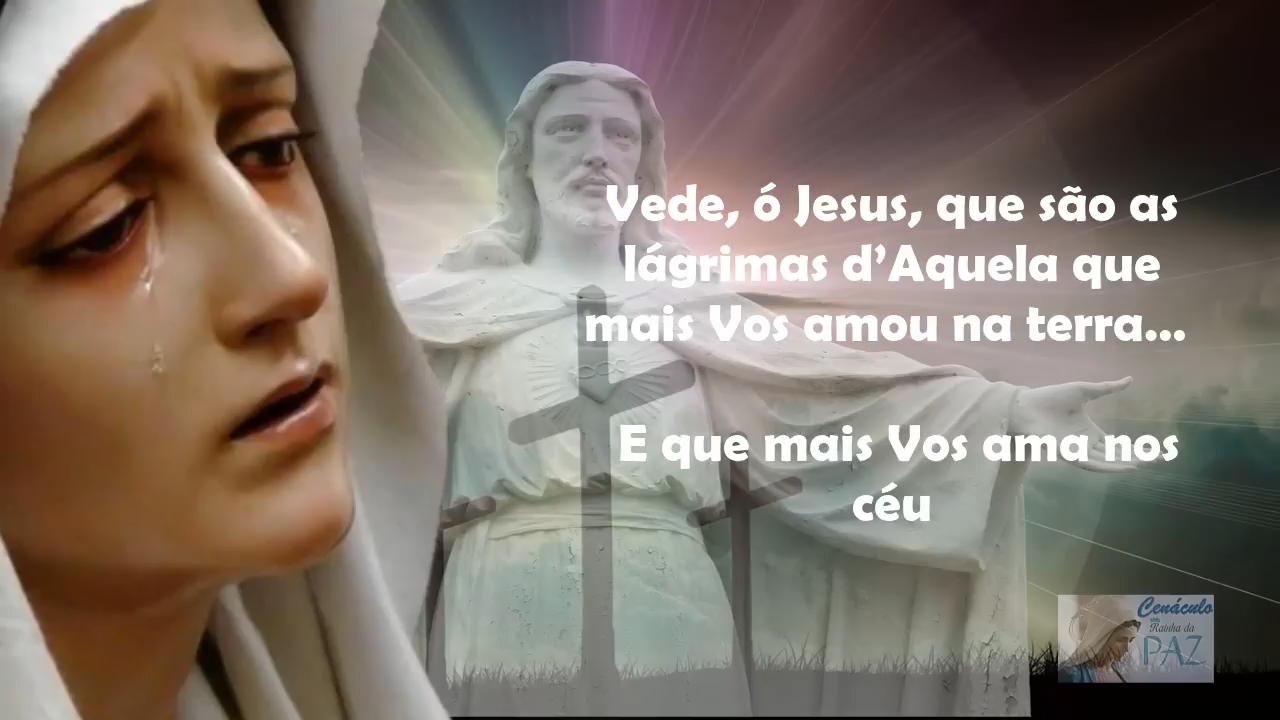 Vede, ó Jesus, que são as
lágrimas d’Aquela que
mais Vos amou na terra...
E que mais Vos ama nos
céu
Cenáculo
Rainha da
PAZ